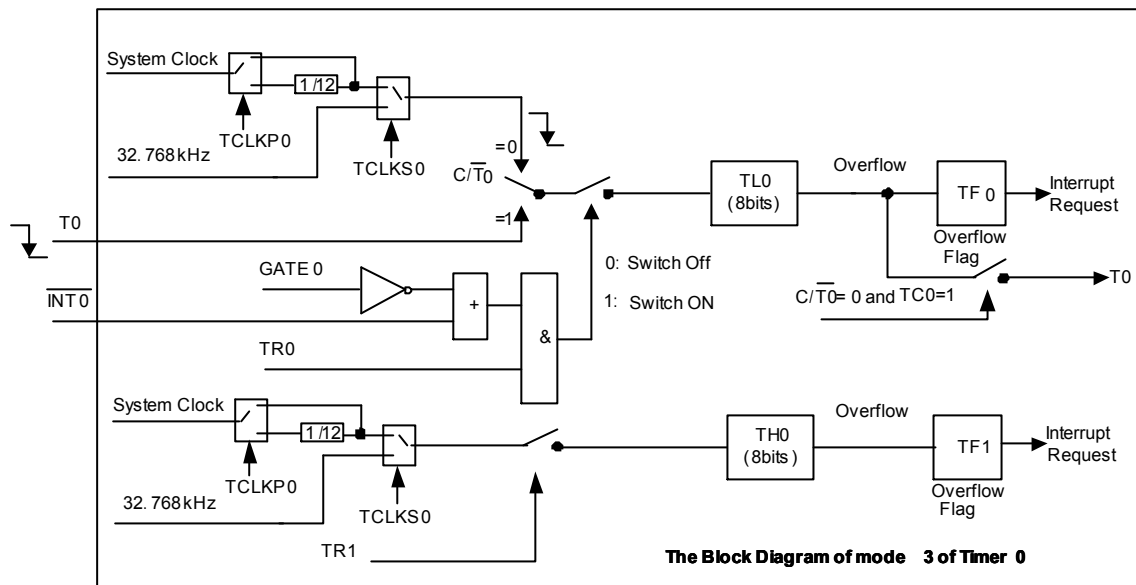 System Clock
1/12
TCLKP0
32.768kHz
TCLKS0
=0
C/T0
=1
T0
GATE0
INT0
+
&
TR0
0: Switch Off
1: Switch ON
TL0
(8bits)
Overflow
TF 0
Interrupt
Request
Overflow
Flag
C/T0= 0 and TC0=1
T0
System Clock
1/12
TCLKP0
32.768kHz
TCLKS0
TR1
TH0
(8bits)
Overflow
TF1
Interrupt
Request
Overflow
Flag
The Block Diagram of mode 3 of Timer 0